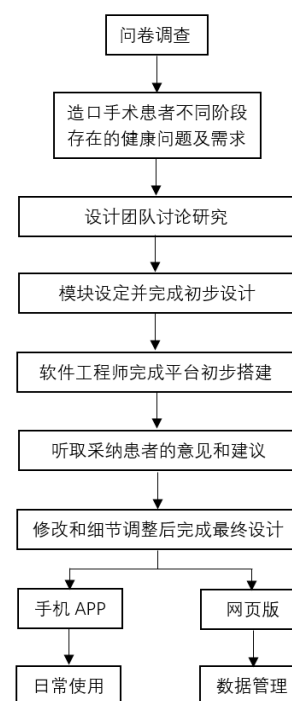 问卷调查
造口手术患者不同阶段
存在的健康问题及需求
设计团队讨论研究
模块设定并完成初步设计
软件工程师完成平台初步搭建
听取采纳患者的意见和建议
修改和细节调整后完成最终设计
手机 APP
网页版
日常使用
数据管理